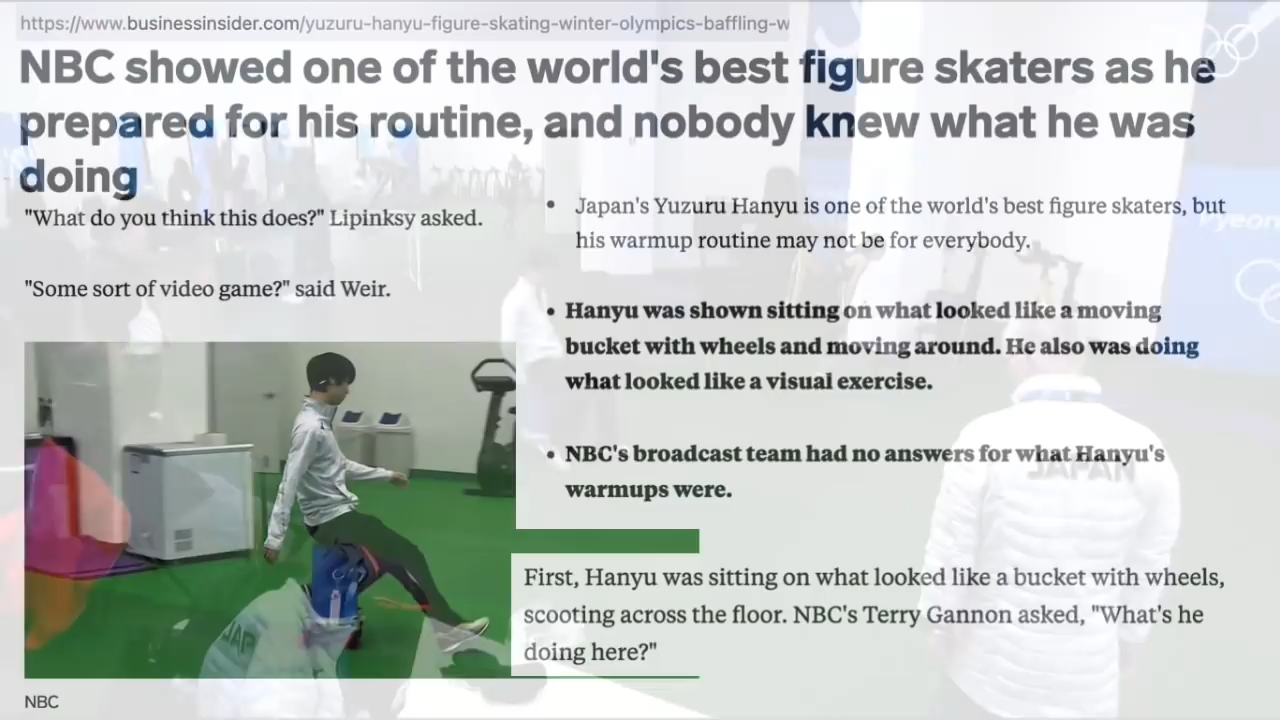 https://www.businessinsider.com/yuzuru-hanyu-figure-skating-winter-olympics-baffling-w
NBC showed one of the world's best figure skaters as he
prepared for his routine, and nobody knew what he was
doing
"What do you think this does?" Lipinksy asked.
"Some sort of video game?" said Weir.
• Japan's Yuzuru Hanyu is one of the world's best figure skaters, but
his warmup routine may not be for everybody.
• Hanyu was shown sitting on what looked like a moving
bucket with wheels and moving around. He also was doing
what looked like a visual exercise.
• NBC's broadcast team had no answers for what Hanyu's
warmups were.
First, Hanyu was sitting on what looked like a bucket with wheels,
scooting across the floor. NBC's Terry Gannon asked, "What's he
doing here?"
NBC
JAPAN